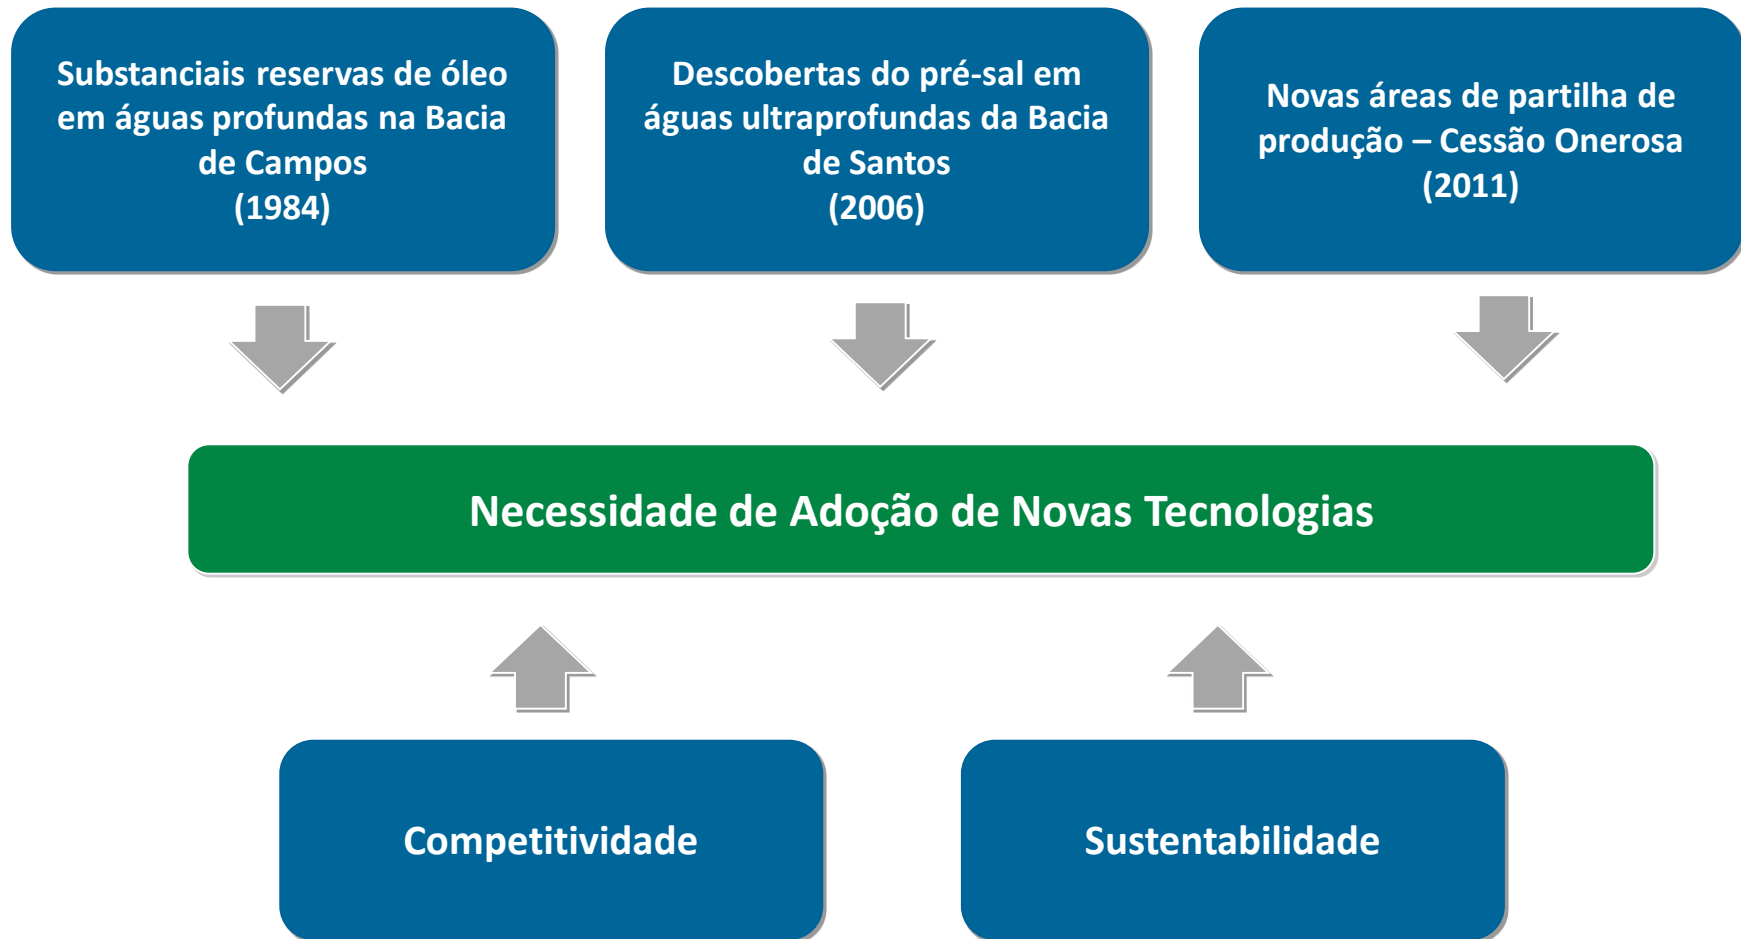 Substanciais reservas de óleo
em águas profundas na Bacia
de Campos
(1984)
Descobertas do pré-sal em
águas ultraprofundas da Bacia
de Santos
(2006)
Novas áreas de partilha de
produção – Cessão Onerosa
(2011)
Necessidade de Adoção de Novas Tecnologias
Competitividade
Sustentabilidade